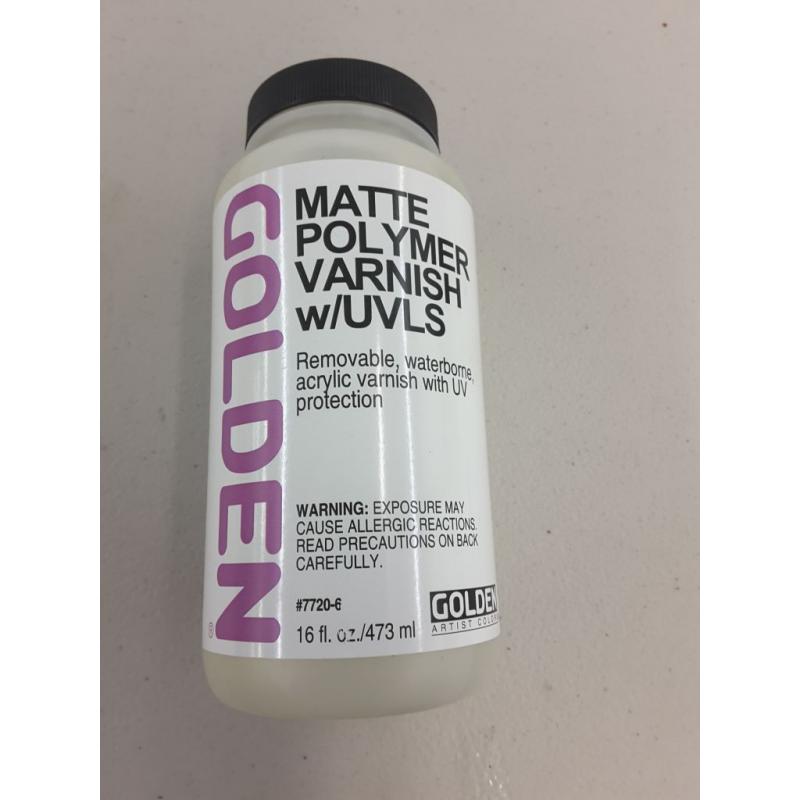 GOLDEN®
MATTE
POLYMER
VARNISH
w/UVLS
Removable, waterborne,
acrylic varnish with UV
protection
WARNING: EXPOSURE MAY
CAUSE ALLERGIC REACTIONS.
READ PRECAUTIONS ON BACK
CAREFULLY.
#7720-6
16 fl. oz./473 ml
GOLDEN
ARTIST COLORS